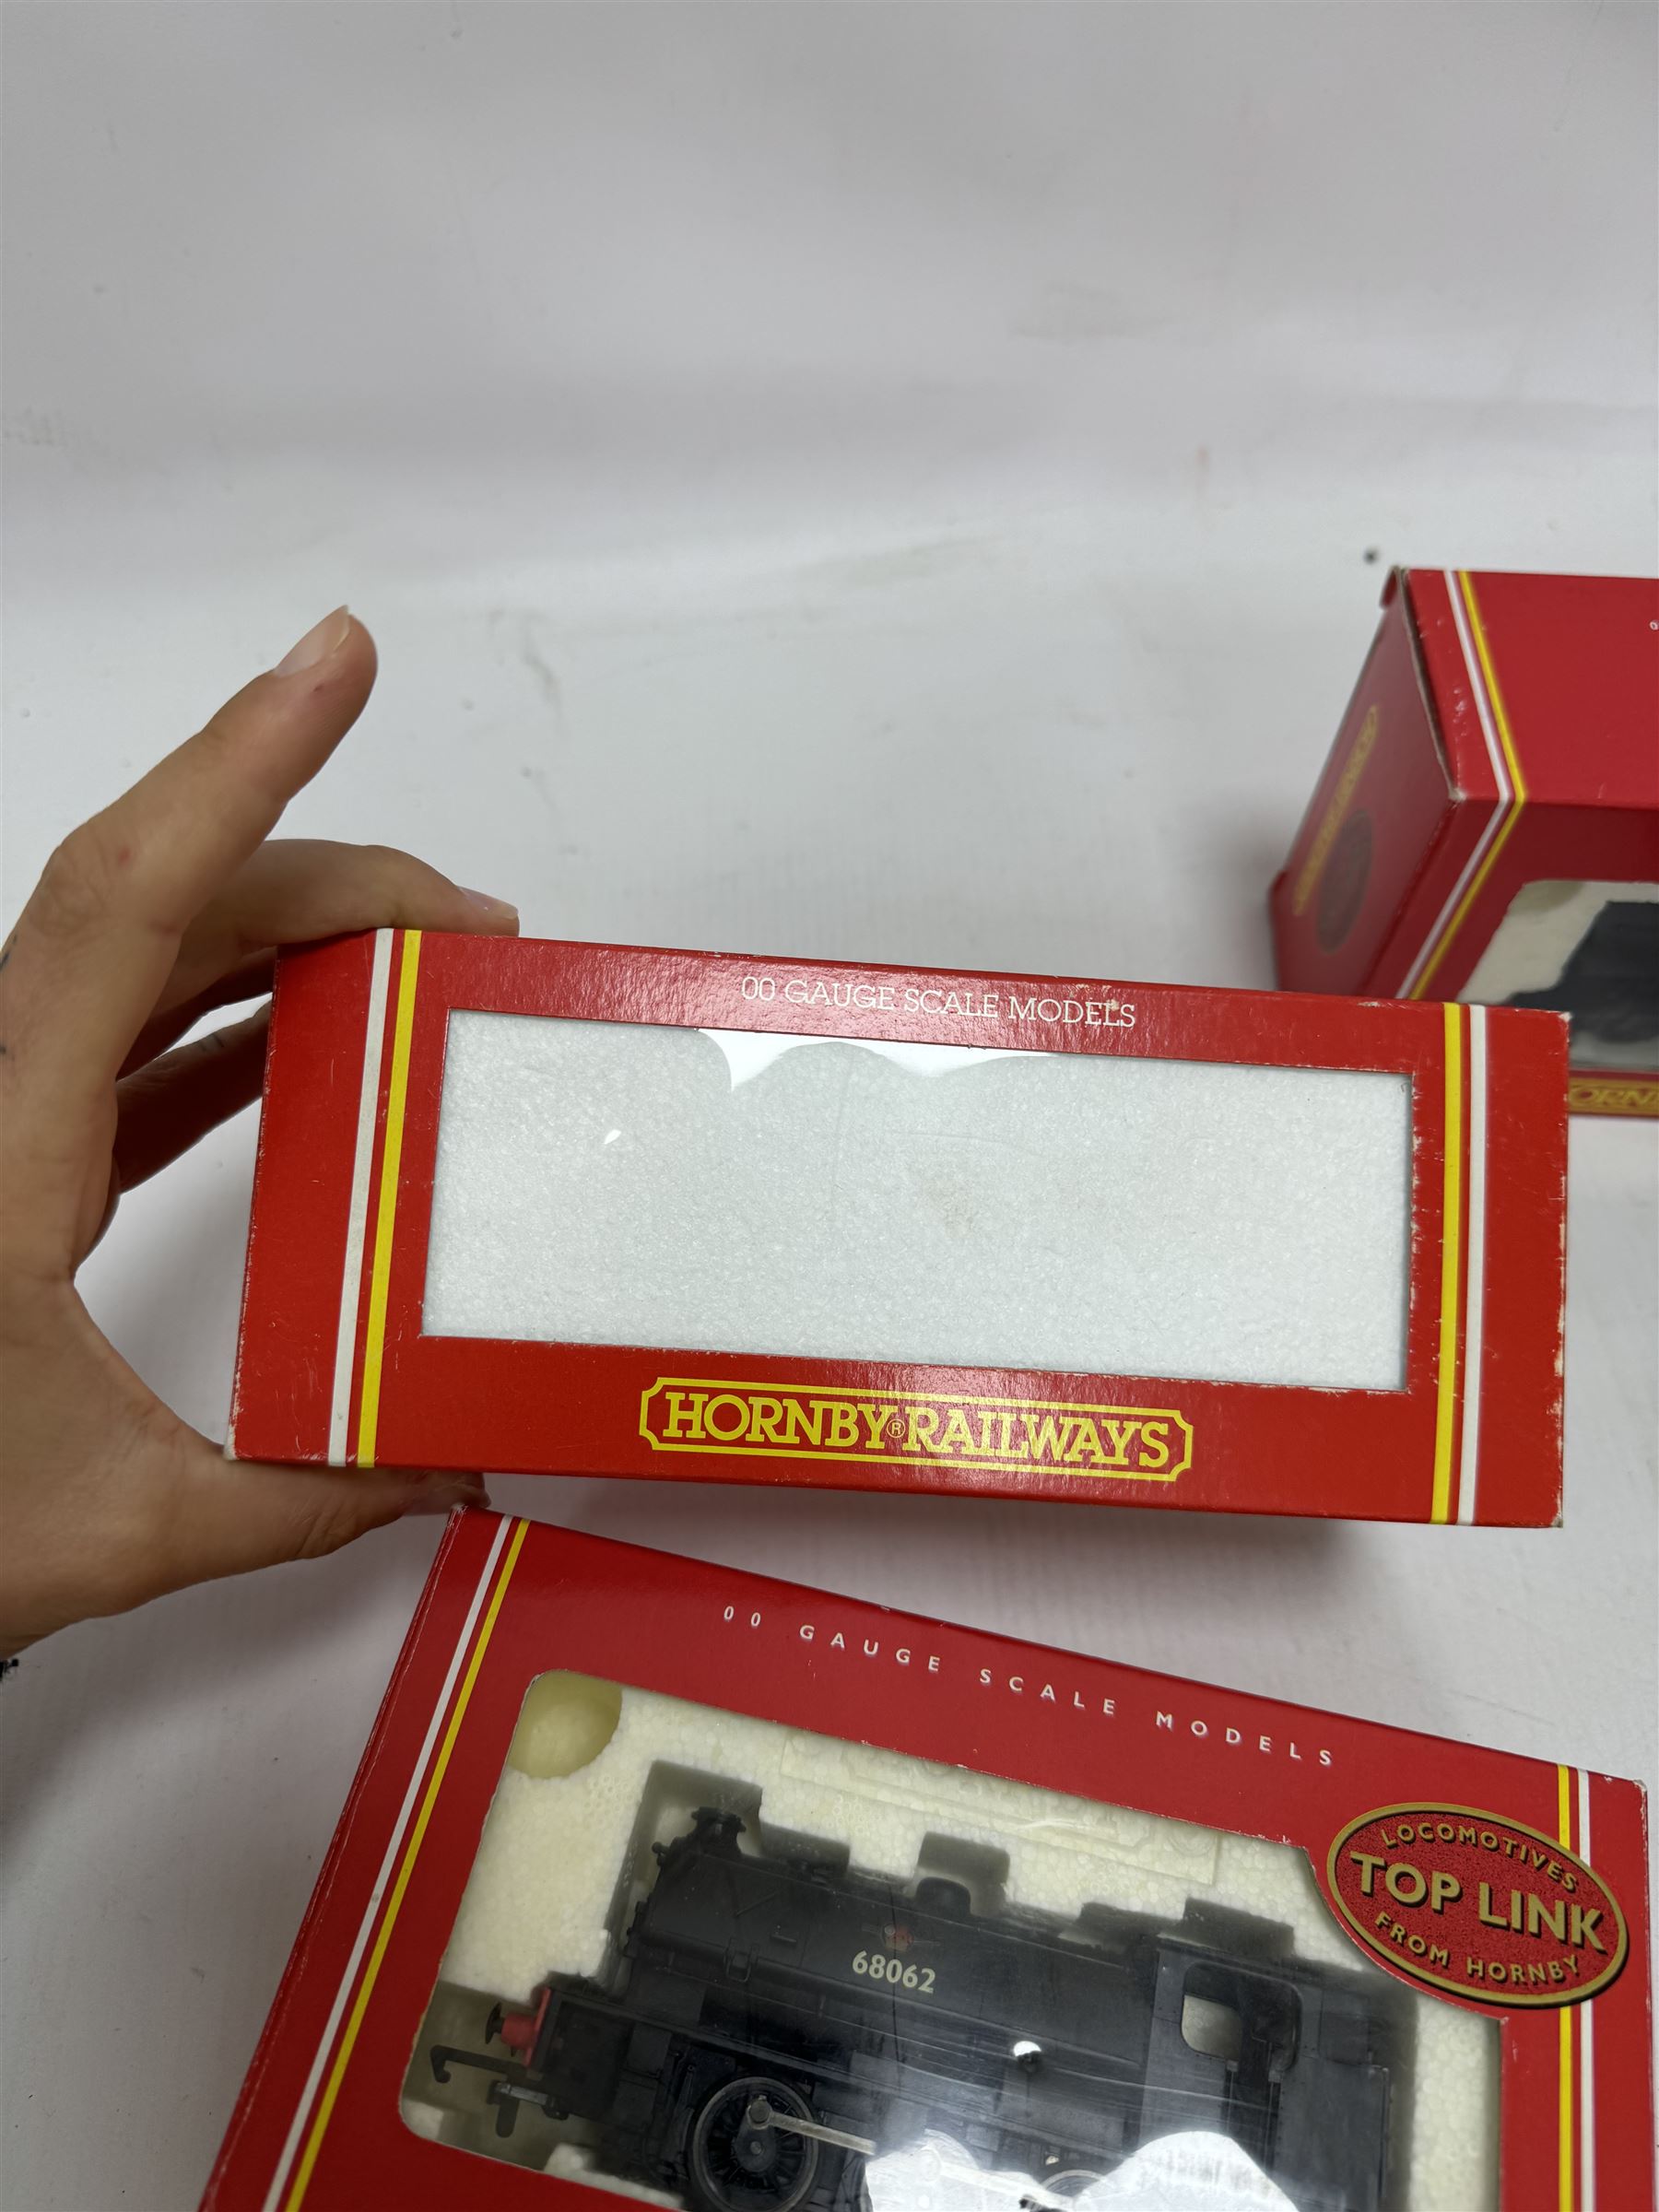 00 GAUGE SCALE MODELS
HORNBY® RAILWAYS
00 GAUGE SCALE MODELS
LOCOMOTIVES
TOP LINK
FROM HORNBY
68062